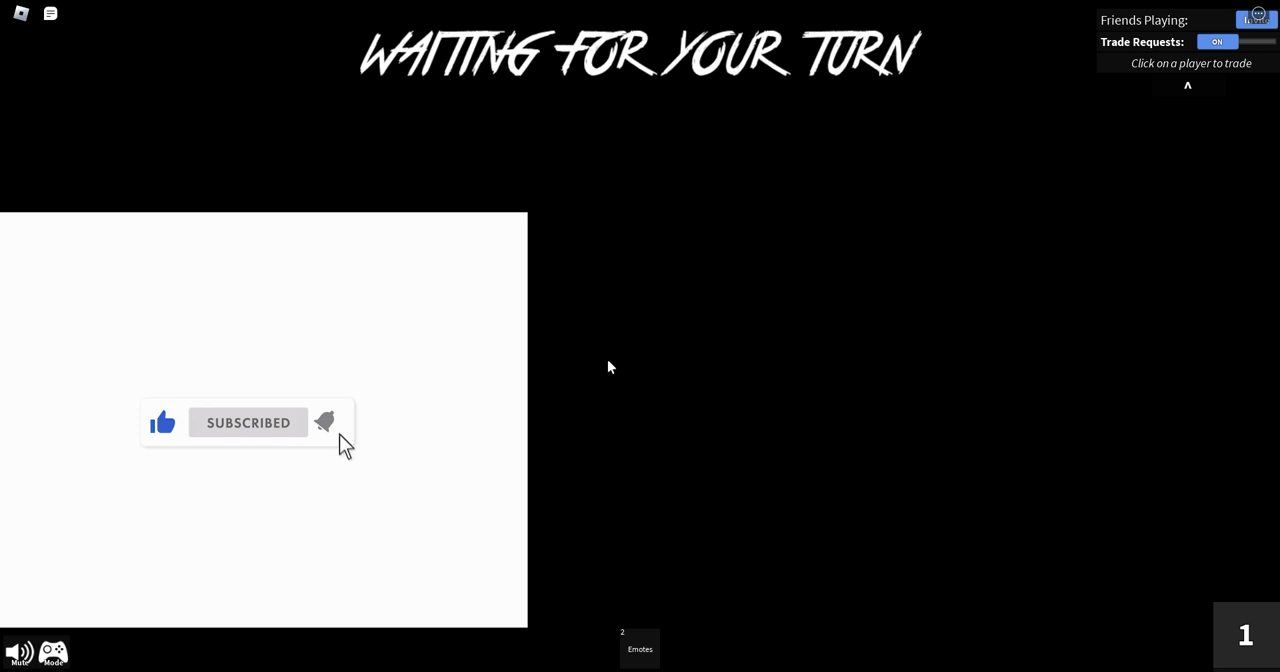 WAITING FOR YOUR TURN
Friends Playing:
Trade Requests:
ON
Click on a player to trade
^
SUBSCRIBED
2
Emotes
Mute
Mode
1